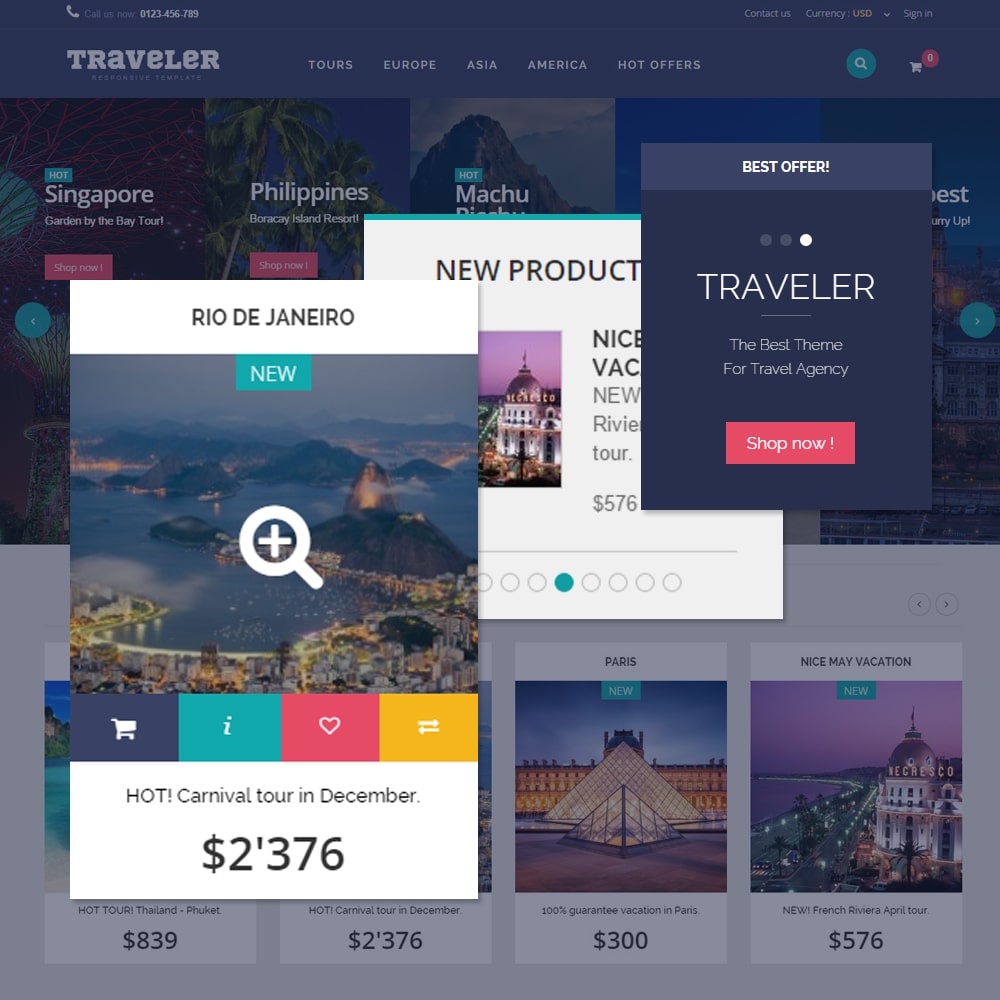 Call us now: 0123-456-789
Contact us
Currency : USD
Sign in
TRAVELER
RESPONSIVE TEMPLATE
TOURS
EUROPE
ASIA
AMERICA
HOT OFFERS
0
HOT
Singapore
Garden by the Bay Tour!
Shop now !
Philippines
Boracay Island Resort!
Shop now !
HOT
Machu
BEST OFFER!
TRAVELER
The Best Theme
For Travel Agency
Shop now !
urry Up!
NEW PRODUCT
NICE
VAC
NEW
Rivie
tour.
$576
NEGRESCO
RIO DE JANEIRO
NEW
i
HOT! Carnival tour in December.
$2'376
PARIS
NEW
NICE MAY VACATION
NEW
NEGRESCO
HOT TOUR! Thailand - Phuket.
$839
HOT! Carnival tour in December.
$2'376
100% guarantee vacation in Paris.
$300
NEW! French Riviera April tour.
$576